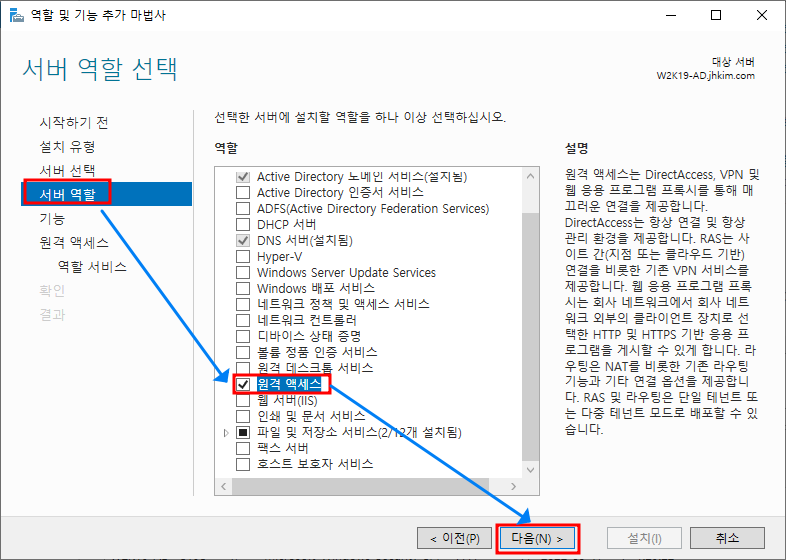 역할 및 기능 추가 마법사
서버 역할 선택
대상 서버
W2K19-AD.jhkim.com
시작하기 전
설치 유형
서버 선택
서버 역할
기능
원격 액세스
역할 서비스
확인
결과
선택한 서버에 설치할 역할을 하나 이상 선택하십시오.
역할
Active Directory 도메인 서비스(설치됨)
Active Directory 인증서 서비스
ADFS(Active Directory Federation Services)
DHCP 서버
DNS 서버(설치됨)
Hyper-V
Windows Server Update Services
Windows 배포 서비스
네트워크 정책 및 액세스 서비스
네트워크 컨트롤러
디바이스 상태 증명
볼륨 정품 인증 서비스
원격 데스크톱 서비스
원격 액세스
웹 서버(IIS)
인쇄 및 문서 서비스
파일 및 저장소 서비스(2/12개 설치됨)
팩스 서버
호스트 보호자 서비스
설명
원격 액세스는 DirectAccess, VPN 및
웹 응용 프로그램 프록시를 통해 매
끄러운 연결을 제공합니다.
DirectAccess는 항상 연결 및 항상
관리 환경을 제공합니다. RAS는 사
이트 간(지점 또는 클라우드 기반)
연결을 비롯한 기존 VPN 서비스를
제공합니다. 웹 응용 프로그램 프록
시는 회사 네트워크에서 회사 네트
워크 외부의 클라이언트 장치로 선
택한 HTTP 및 HTTPS 기반 응용 프
로그램을 게시할 수 있게 합니다. 라
우팅은 NAT를 비롯한 기존 라우팅
기능과 기타 연결 옵션을 제공합니
다. RAS 및 라우팅은 단일 테넌트 또
는 다중 테넌트 모드로 배포할 수 있
습니다.
< 이전(P)
다음(N) >
설치(I)
취소